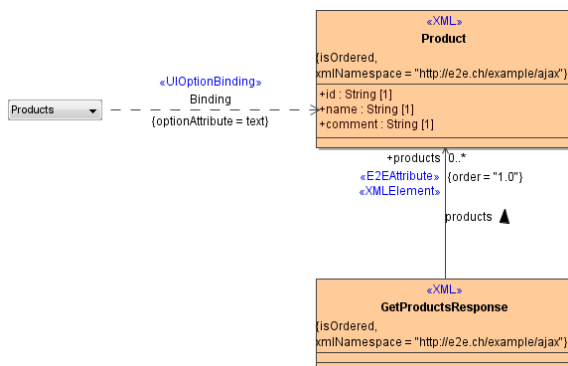 «XML»
Product
{isOrdered,
xmlNamespace = "http://e2e.ch/example/ajax"}
+id : String [1]
+name : String [1]
+comment : String [1]
Products
«UIOptionBinding»
Binding
{optionAttribute = text}
+products 0..*
«E2EAttribute» {order = "1.0"}
«XMLElement»
products
«XML»
GetProductsResponse
{isOrdered,
xmlNamespace = "http://e2e.ch/example/ajax"}